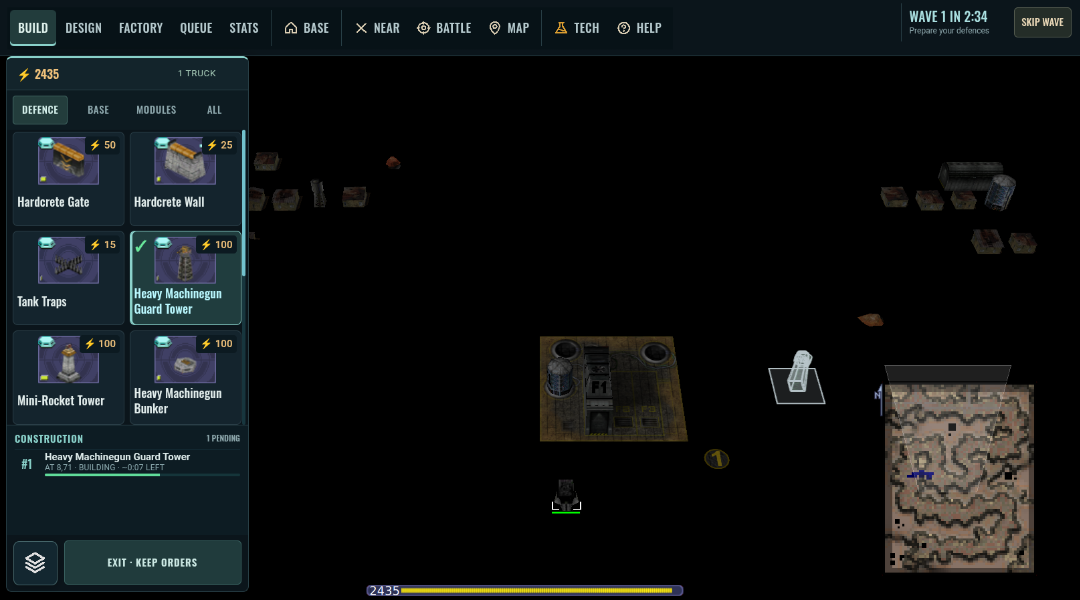 BUILD DESIGN FACTORY QUEUE STATS BASE NEAR BATTLE MAP TECH HELP
WAVE 1 IN 2:34
Prepare your defences
SKIP WAVE
2435
1 TRUCK
DEFENCE BASE MODULES ALL
50
Hardcrete Gate
25
Hardcrete Wall
15
Tank Traps
100
Heavy Machinegun
Guard Tower
100
Mini-Rocket Tower
100
Heavy Machinegun
Bunker
CONSTRUCTION
1 PENDING
#1
Heavy Machinegun Guard Tower
AT 8,71 · BUILDING · ~0:07 LEFT
EXIT · KEEP ORDERS
1
N
2435